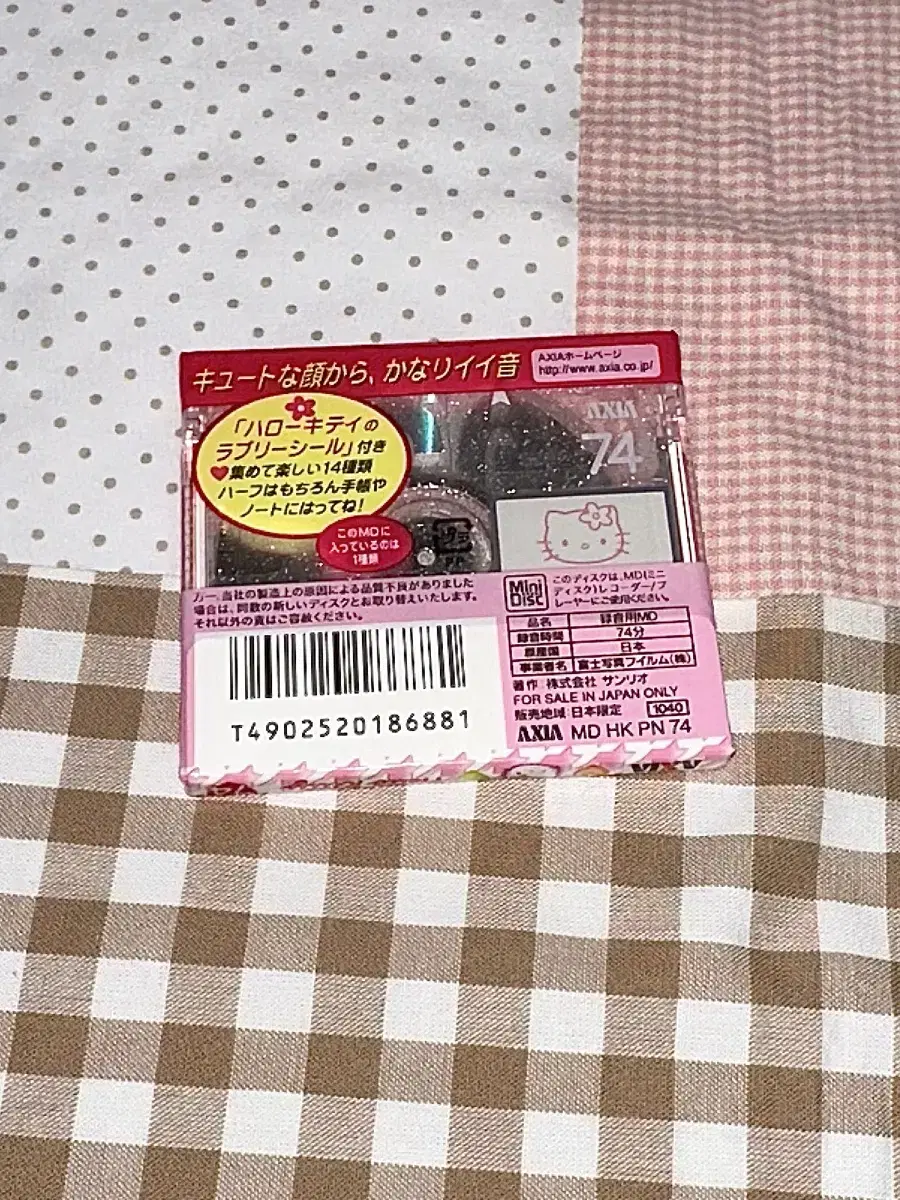 キュートな顔から、かなりイイ音
AXIAホームページ
http://www.axia.co.jp/
「ハローキティの
ラブリーシール」付き
♥集めて楽しい14種類
ハーフはもちろん手帳や
ノートにはってね!
このMDに
入っているのは
1種類
AXIA
74
万一、当社の製造上の原因による品質不良がありました
場合は、同数の新しいディスクとお取り替えいたします。
それ以外の責はご容赦ください。
Mini
Disc
このディスクは、MD(ミニ
ディスク)レコーダー/プ
レーヤーにご使用ください。
品名 録音用MD
録音時間 74分
原産国 日本
事業者名 富士写真フイルム(株)
著作 株式会社 サンリオ
FOR SALE IN JAPAN ONLY
販売地域:日本限定 1040
AXIA MD HK PN 74
T4902520186881